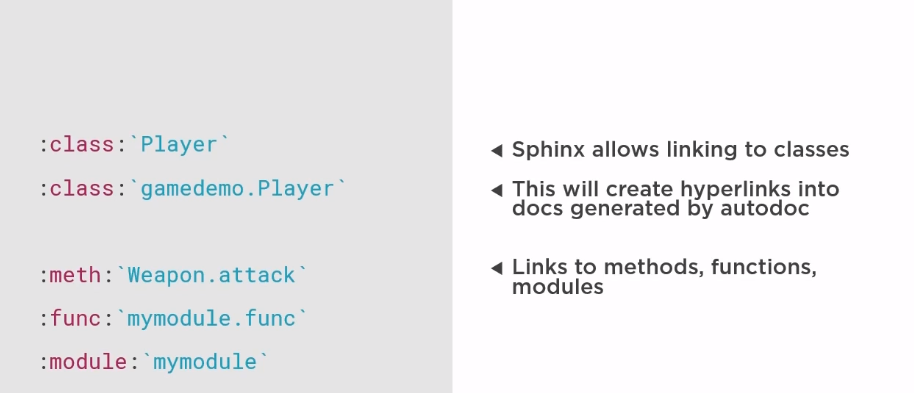 :class:`Player`
◀ Sphinx allows linking to classes
:class:`gamedemo.Player`
◀ This will create hyperlinks into
docs generated by autodoc
:meth:`Weapon.attack`
◀ Links to methods, functions,
modules
:func:`mymodule.func`
:module:`mymodule`